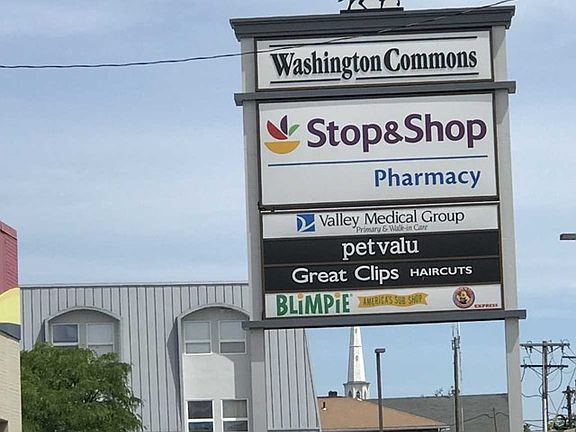 Washington Commons
Stop&Shop
Pharmacy
Valley Medical Group
Primary & Walk-in Care
petvalu
Great Clips HAIRCUTS
BLiMPiE AMERICA'S SUB SHOP EXPRESS